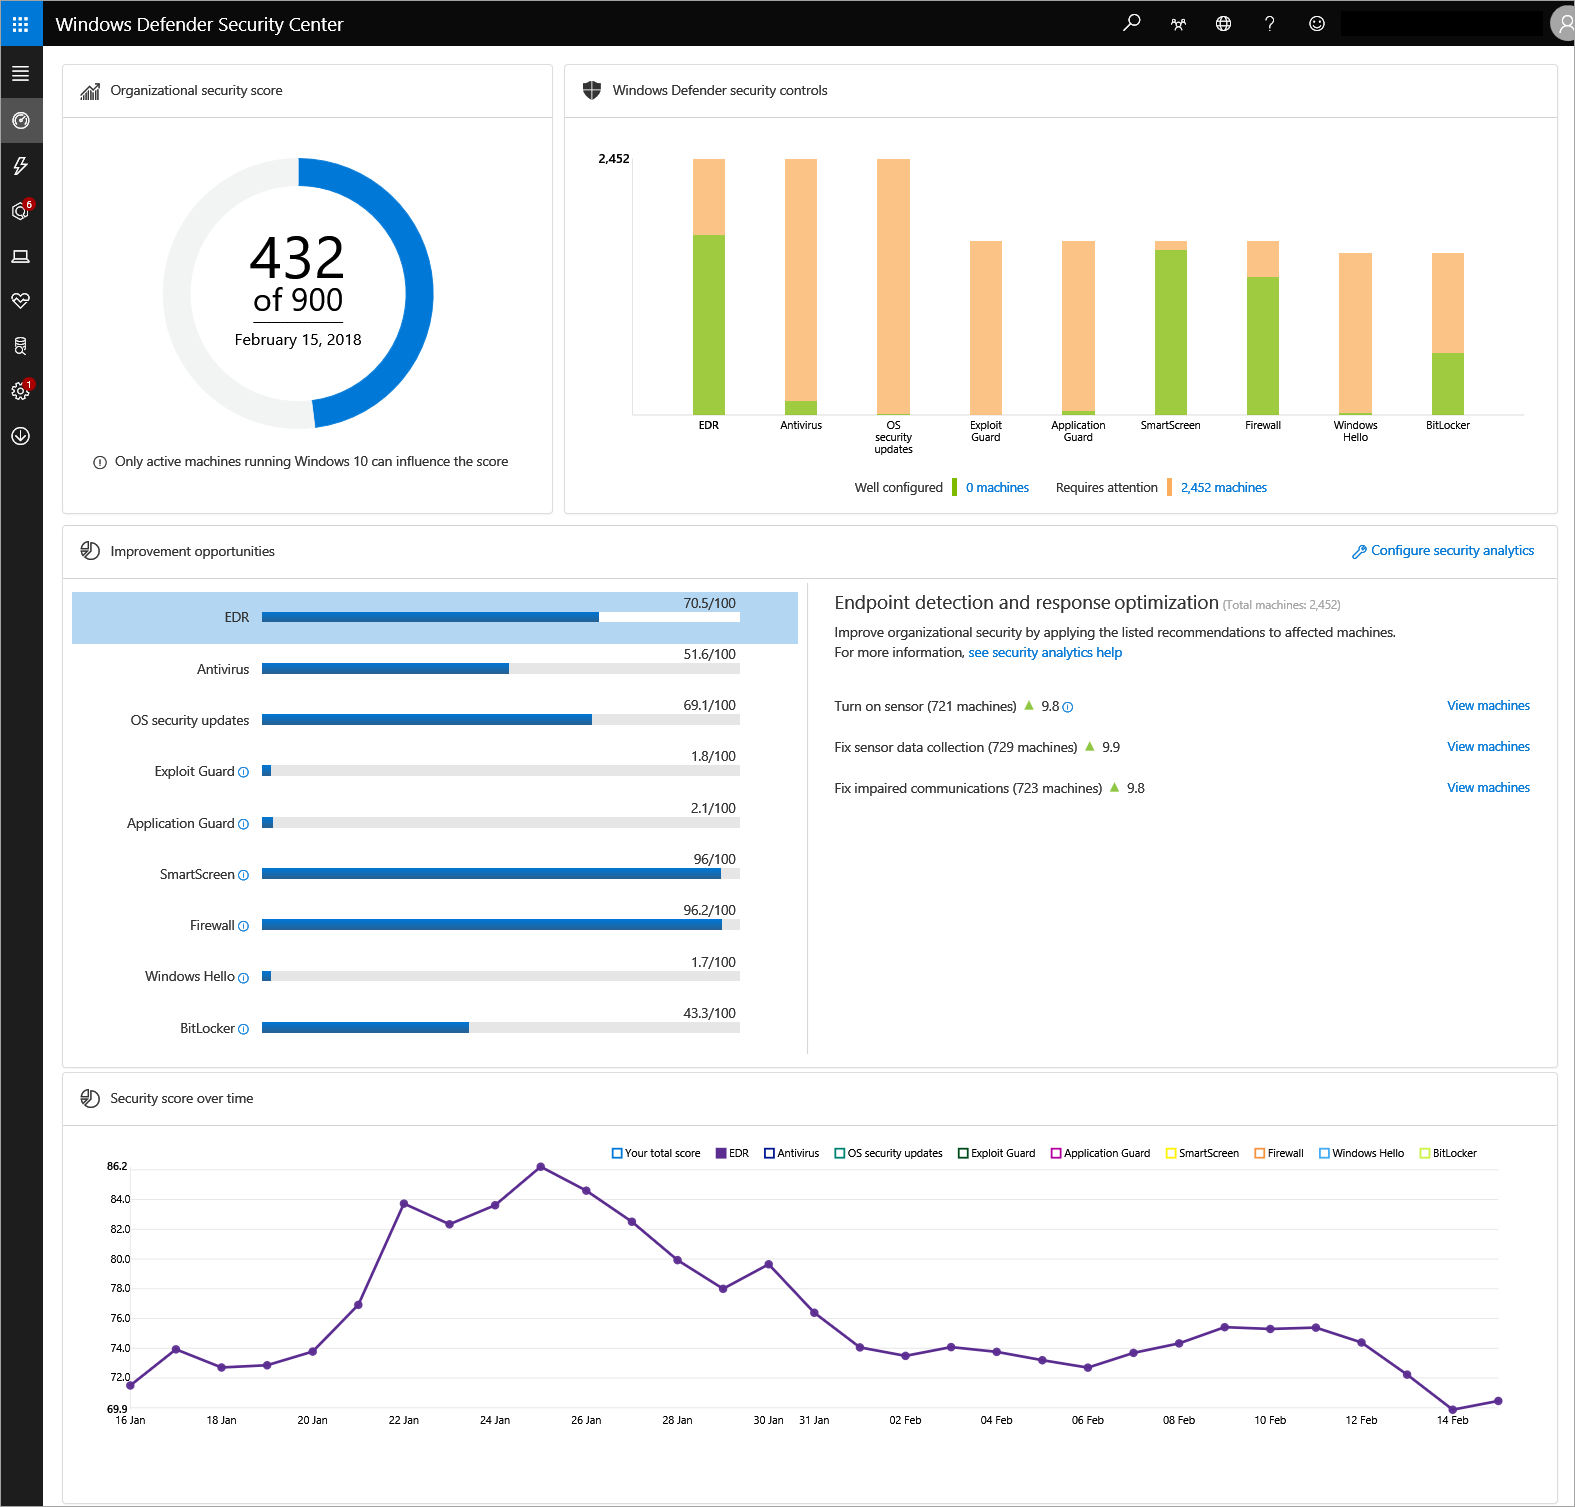 Windows Defender Security Center
6
1
Organizational security score
432
of 900
February 15, 2018
Only active machines running Windows 10 can influence the score
Windows Defender security controls
2,452
EDR
Antivirus
OS
security
updates
Exploit
Guard
Application
Guard
SmartScreen
Firewall
Windows
Hello
BitLocker
Well configured 0 machines Requires attention 2,452 machines
Improvement opportunities
Configure security analytics
EDR 70.5/100
Antivirus 51.6/100
OS security updates 69.1/100
Exploit Guard 1.8/100
Application Guard 2.1/100
SmartScreen 96/100
Firewall 96.2/100
Windows Hello 1.7/100
BitLocker 43.3/100
Endpoint detection and response optimization (Total machines: 2,452)
Improve organizational security by applying the listed recommendations to affected machines.
For more information, see security analytics help
Turn on sensor (721 machines) 9.8 View machines
Fix sensor data collection (729 machines) 9.9 View machines
Fix impaired communications (723 machines) 9.8 View machines
Security score over time
Your total score EDR Antivirus OS security updates Exploit Guard Application Guard SmartScreen Firewall Windows Hello BitLocker
86.2
84.0
82.0
80.0
78.0
76.0
74.0
72.0
69.9
16 Jan 18 Jan 20 Jan 22 Jan 24 Jan 26 Jan 28 Jan 30 Jan 31 Jan 02 Feb 04 Feb 06 Feb 08 Feb 10 Feb 12 Feb 14 Feb